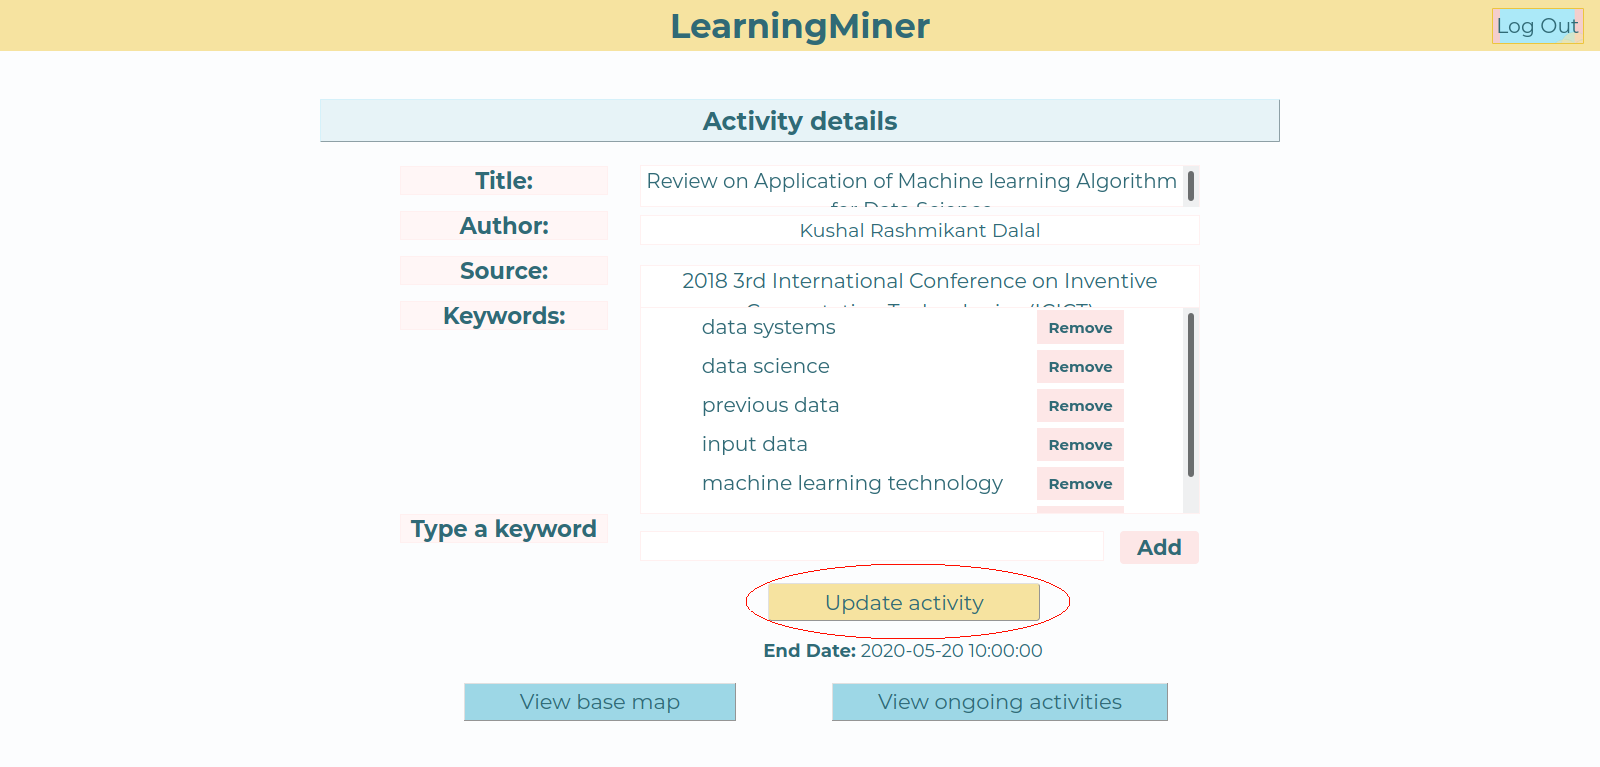 LearningMiner
Log Out
Activity details
Title:
Review on Application of Machine learning Algorithm
for Data Science
Author:
Kushal Rashmikant Dalal
Source:
2018 3rd International Conference on Inventive
Keywords:
data systems Remove
data science Remove
previous data Remove
input data Remove
machine learning technology Remove
Type a keyword
Add
Update activity
End Date: 2020-05-20 10:00:00
View base map
View ongoing activities